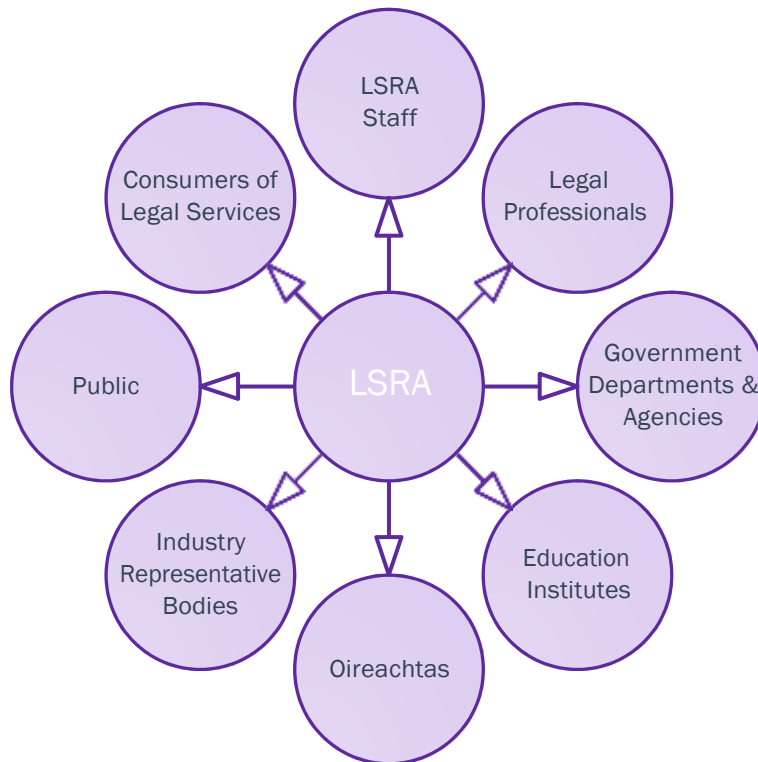 LSRA
Staff
Consumers of
Legal Services
Legal
Professionals
Public
LSRA
Government
Departments &
Agencies
Industry
Representative
Bodies
Education
Institutes
Oireachtas